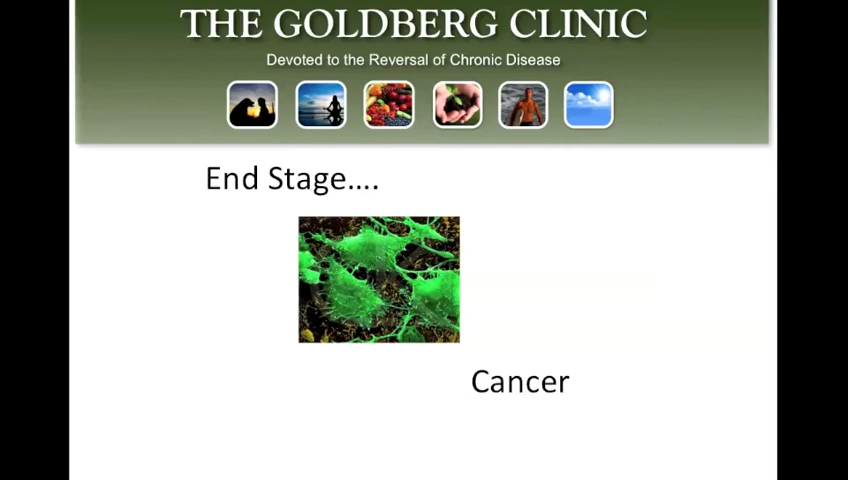 THE GOLDBERG CLINIC
Devoted to the Reversal of Chronic Disease
End Stage....
Cancer